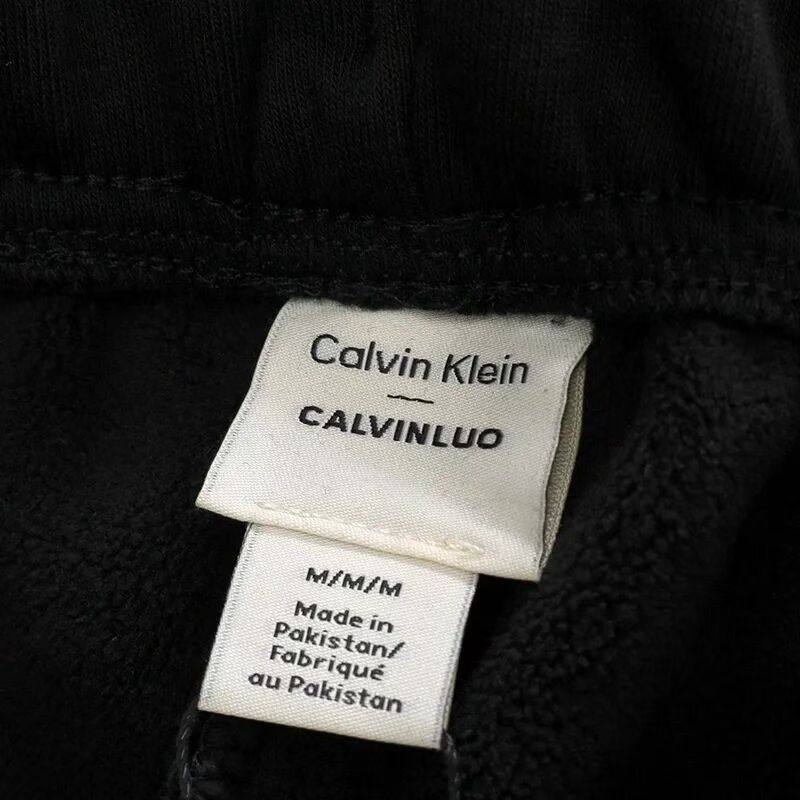 Calvin Klein
CALVINLUO
M/M/M
Made in
Pakistan/
Fabriqué
au Pakistan